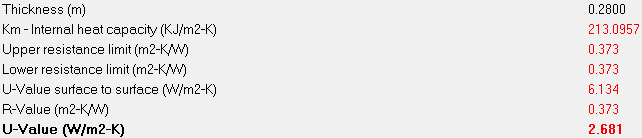 Thickness (m) 0.2800
Km - Internal heat capacity (KJ/m2-K) 213.0957
Upper resistance limit (m2-K/W) 0.373
Lower resistance limit (m2-K/W) 0.373
U-Value surface to surface (W/m2-K) 6.134
R-Value (m2-K/W) 0.373
U-Value (W/m2-K) 2.681